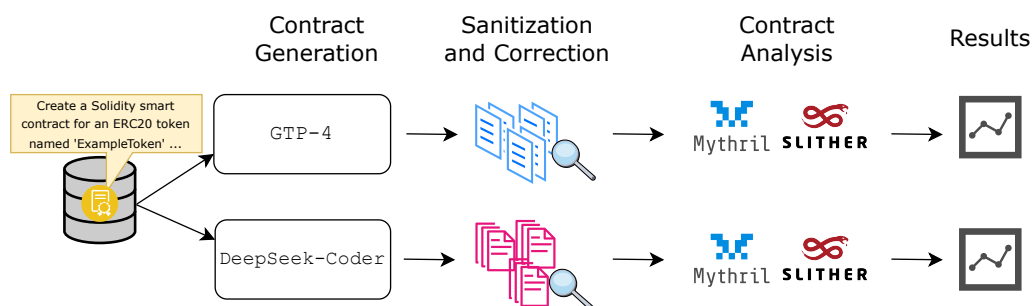 Contract
Generation
Sanitization
and Correction
Contract
Analysis
Results
Create a Solidity smart
contract for an ERC20 token
named 'ExampleToken' ...
GTP-4
Mythril
SLITHER
DeepSeek-Coder
Mythril
SLITHER